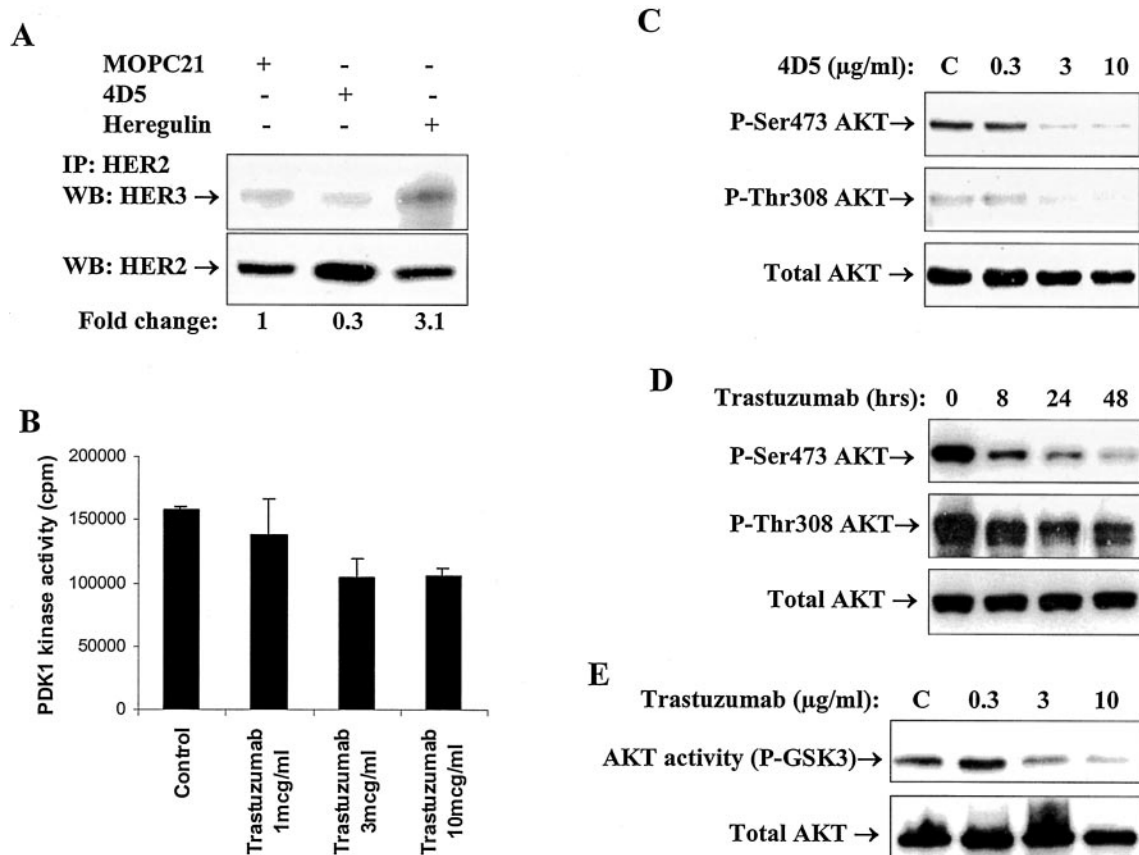 A
MOPC21 + - -
4D5 - + -
Heregulin - - +
IP: HER2
WB: HER3 →
WB: HER2 →
Fold change: 1 0.3 3.1
B
PDK1 kinase activity (cpm)
200000
150000
100000
50000
0
Control
Trastuzumab 1mcg/ml
Trastuzumab 3mcg/ml
Trastuzumab 10mcg/ml
C
4D5 (µg/ml): C 0.3 3 10
P-Ser473 AKT→
P-Thr308 AKT→
Total AKT →
D
Trastuzumab (hrs): 0 8 24 48
P-Ser473 AKT→
P-Thr308 AKT→
Total AKT →
E
Trastuzumab (µg/ml): C 0.3 3 10
AKT activity (P-GSK3)→
Total AKT →